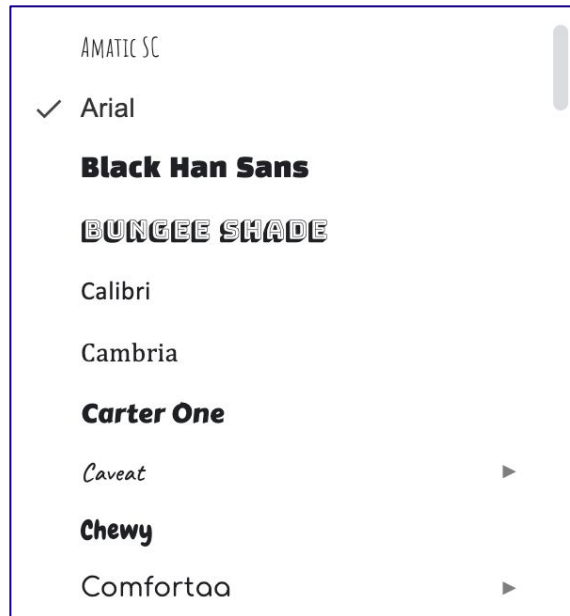 Amatic SC
Arial
Black Han Sans
BUNGEE SHADE
Calibri
Cambria
Carter One
Caveat
Chewy
Comfortaa